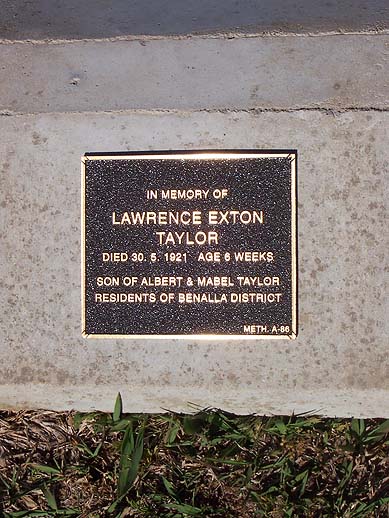 IN MEMORY OF
LAWRENCE EXTON
TAYLOR
DIED 30. 5. 1921 AGE 6 WEEKS
SON OF ALBERT & MABEL TAYLOR
RESIDENTS OF BENALLA DISTRICT
METH. A-86